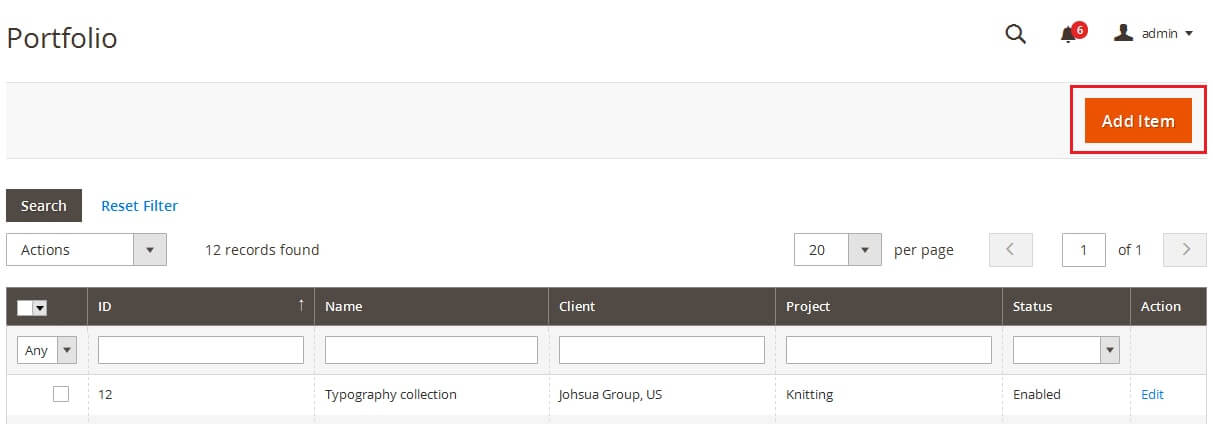 Portfolio
6
admin
Add Item
Search Reset Filter
Actions 12 records found 20 per page 1 of 1
ID ↑ Name Client Project Status Action
Any
12 Typography collection Johsua Group, US Knitting Enabled Edit